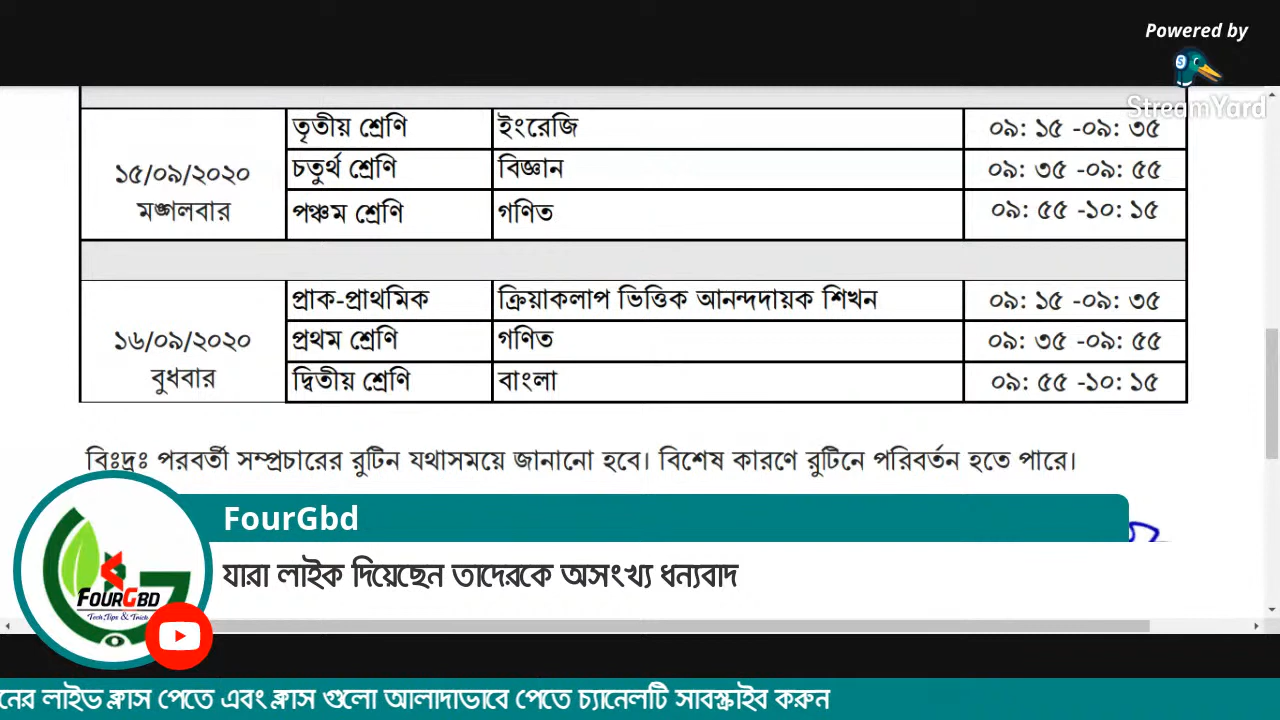 Powered by
StreamYard
তৃতীয় শ্রেণি ইংরেজি ০৯: ১৫ -০৯: ৩৫
১৫/০৯/২০২০ চতুর্থ শ্রেণি বিজ্ঞান ০৯: ৩৫ -০৯: ৫৫
মঙ্গলবার পঞ্চম শ্রেণি গণিত ০৯: ৫৫ -১০: ১৫
প্রাক-প্রাথমিক ক্রিয়াকলাপ ভিত্তিক আনন্দদায়ক শিখন ০৯: ১৫ -০৯: ৩৫
১৬/০৯/২০২০ প্রথম শ্রেণি গণিত ০৯: ৩৫ -০৯: ৫৫
বুধবার দ্বিতীয় শ্রেণি বাংলা ০৯: ৫৫ -১০: ১৫
বিঃদ্রঃ পরবর্তী সম্প্রচারের রুটিন যথাসময়ে জানানো হবে। বিশেষ কারণে রুটিনে পরিবর্তন হতে পারে।
FourGbd
যারা লাইক দিয়েছেন তাদেরকে অসংখ্য ধন্যবাদ
FourGbd
Tech,Tips & Trick
নের লাইভ ক্লাস পেতে এবং ক্লাস গুলো আলাদাভাবে পেতে চ্যানেলটি সাবস্ক্রাইব করুন